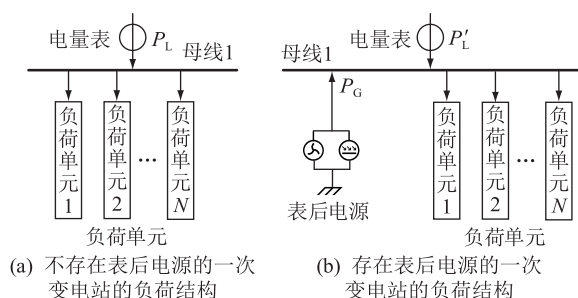 电量表 P_L
母线1
负荷单元1
负荷单元2
...
负荷单元N
负荷单元
(a) 不存在表后电源的一次
变电站的负荷结构
电量表 P'_L
母线1
P_G
表后电源
负荷单元1
负荷单元2
...
负荷单元N
负荷单元
(b) 存在表后电源的一次
变电站的负荷结构